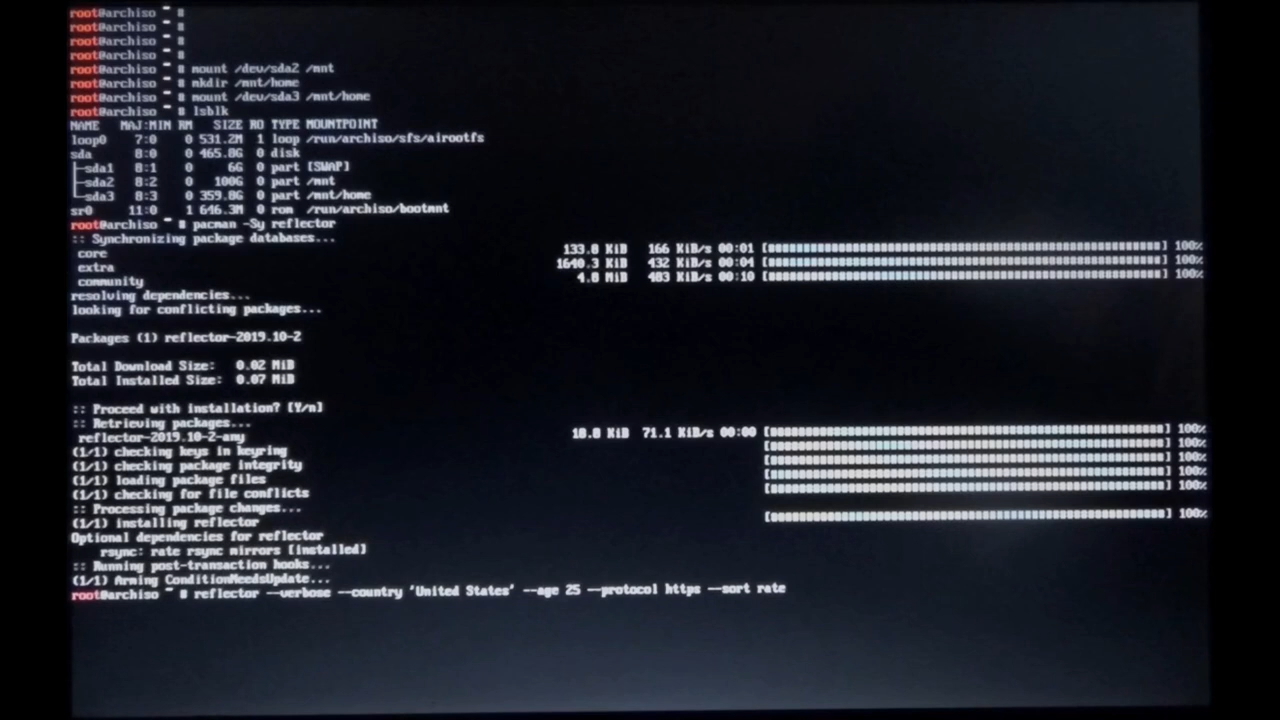 root@archiso ~ #
root@archiso ~ #
root@archiso ~ #
root@archiso ~ #
root@archiso ~ # mount /dev/sda2 /mnt
root@archiso ~ # mkdir /mnt/home
root@archiso ~ # mount /dev/sda3 /mnt/home
root@archiso ~ # lsblk
NAME MAJ:MIN RM SIZE RO TYPE MOUNTPOINT
loop0 7:0 0 531.2M 1 loop /run/archiso/sfs/airootfs
sda 8:0 0 465.8G 0 disk
├─sda1 8:1 0 6G 0 part [SWAP]
├─sda2 8:2 0 100G 0 part /mnt
└─sda3 8:3 0 359.8G 0 part /mnt/home
sr0 11:0 1 646.3M 0 rom /run/archiso/bootmnt
root@archiso ~ # pacman -Sy reflector
:: Synchronizing package databases...
core 133.0 KiB 166 KiB/s 00:01 [################] 100%
extra 1640.3 KiB 432 KiB/s 00:04 [################] 100%
community 4.8 MiB 483 KiB/s 00:10 [################] 100%
resolving dependencies...
looking for conflicting packages...
Packages (1) reflector-2019.10-2
Total Download Size: 0.02 MiB
Total Installed Size: 0.07 MiB
:: Proceed with installation? [Y/n]
:: Retrieving packages...
reflector-2019.10-2-any 18.0 KiB 71.1 KiB/s 00:00 [################] 100%
(1/1) checking keys in keyring [################] 100%
(1/1) checking package integrity [################] 100%
(1/1) loading package files [################] 100%
(1/1) checking for file conflicts [################] 100%
:: Processing package changes...
(1/1) installing reflector [################] 100%
Optional dependencies for reflector
rsync: rate rsync mirrors [installed]
:: Running post-transaction hooks...
(1/1) Arming ConditionNeedsUpdate...
root@archiso ~ # reflector --verbose --country 'United States' --age 25 --protocol https --sort rate